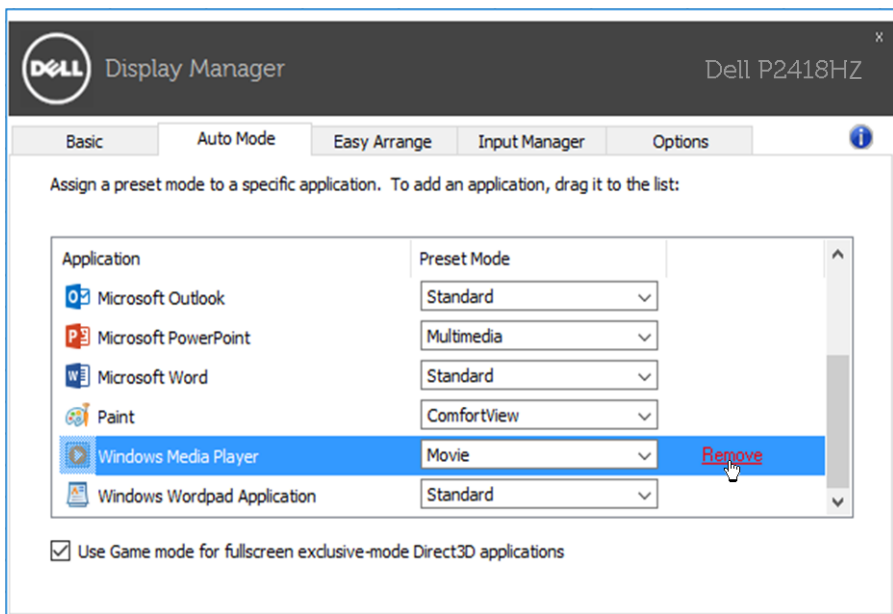 DELL Display Manager Dell P2418HZ x
Basic Auto Mode Easy Arrange Input Manager Options i
Assign a preset mode to a specific application. To add an application, drag it to the list:
Application Preset Mode
Microsoft Outlook Standard
Microsoft PowerPoint Multimedia
Microsoft Word Standard
Paint ComfortView
Windows Media Player Movie Remove
Windows Wordpad Application Standard
Use Game mode for fullscreen exclusive-mode Direct3D applications